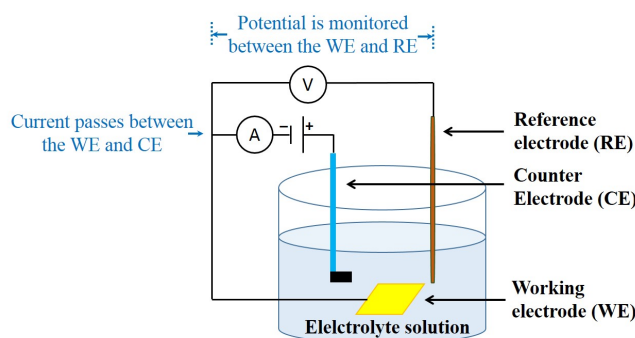 Potential is monitored
between the WE and RE
V
Current passes between
the WE and CE
A
− +
Reference
electrode (RE)
Counter
Electrode (CE)
Working
electrode (WE)
Elelctrolyte solution